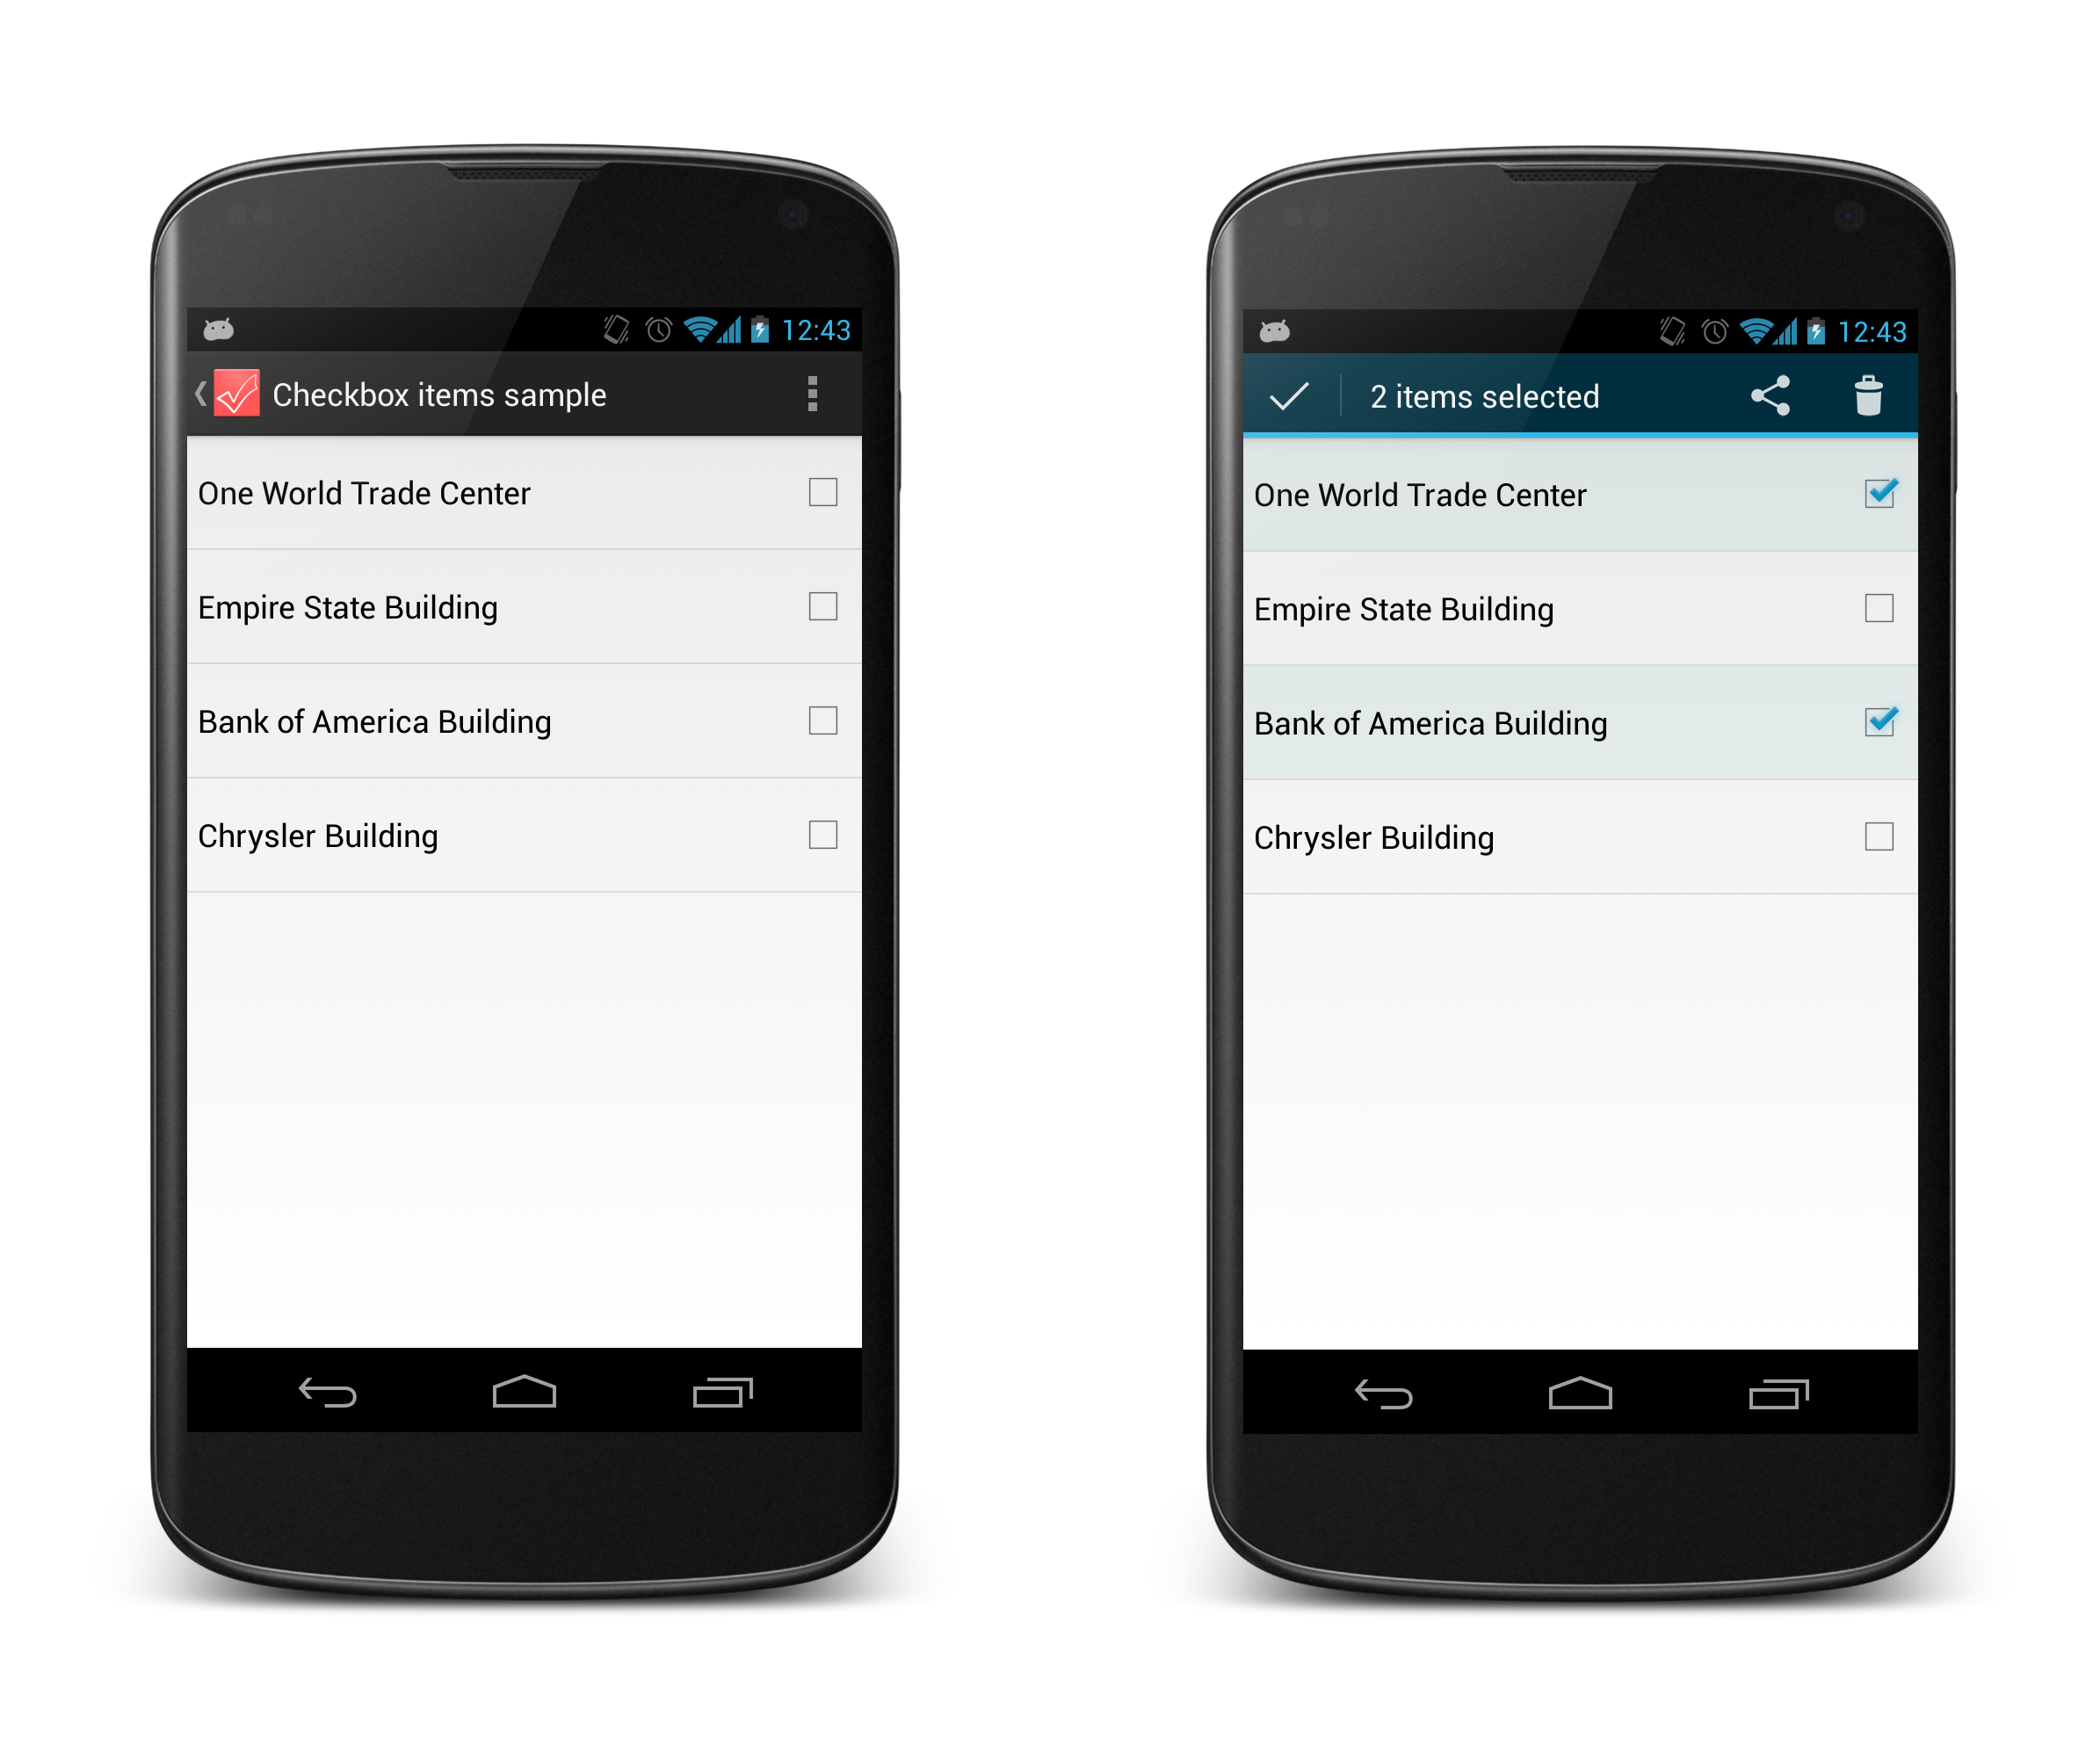 12:43
Checkbox items sample
One World Trade Center
Empire State Building
Bank of America Building
Chrysler Building
12:43
2 items selected
One World Trade Center
Empire State Building
Bank of America Building
Chrysler Building